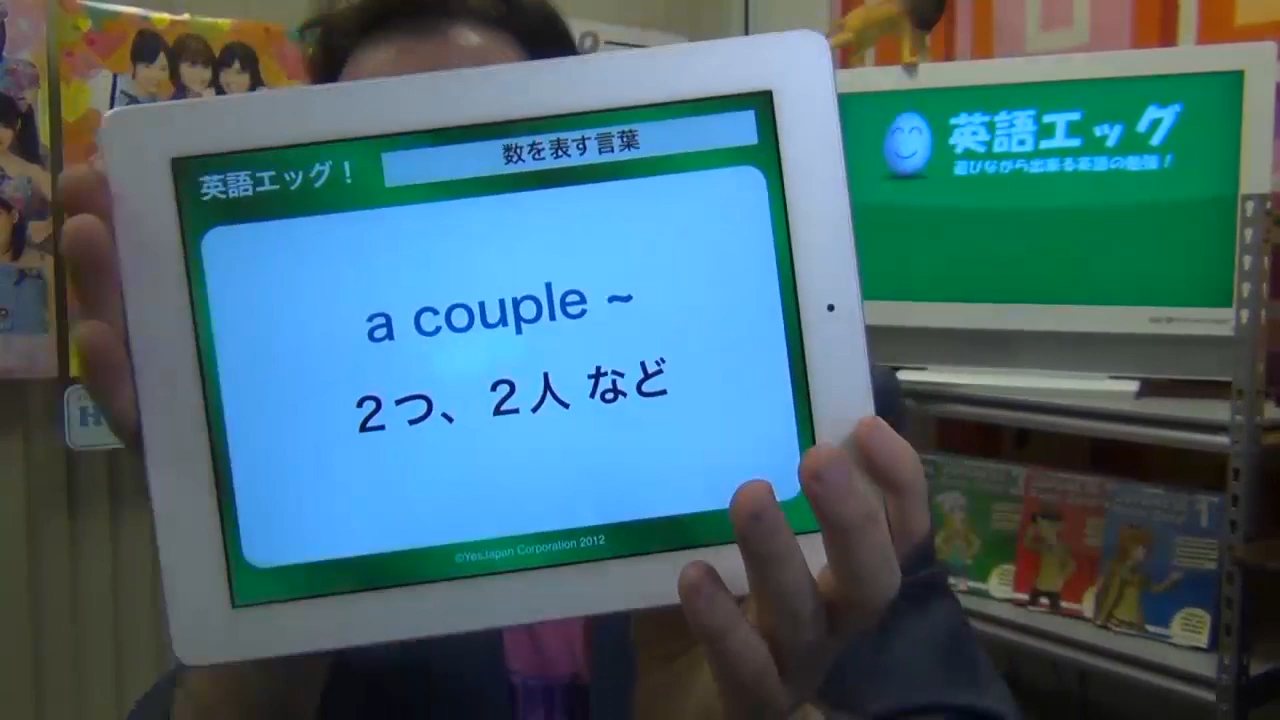 英語エッグ！
数を表す言葉
a couple ~
２つ、２人 など
©YesJapan Corporation 2012
英語エッグ
遊びながら出来る英語の勉強！